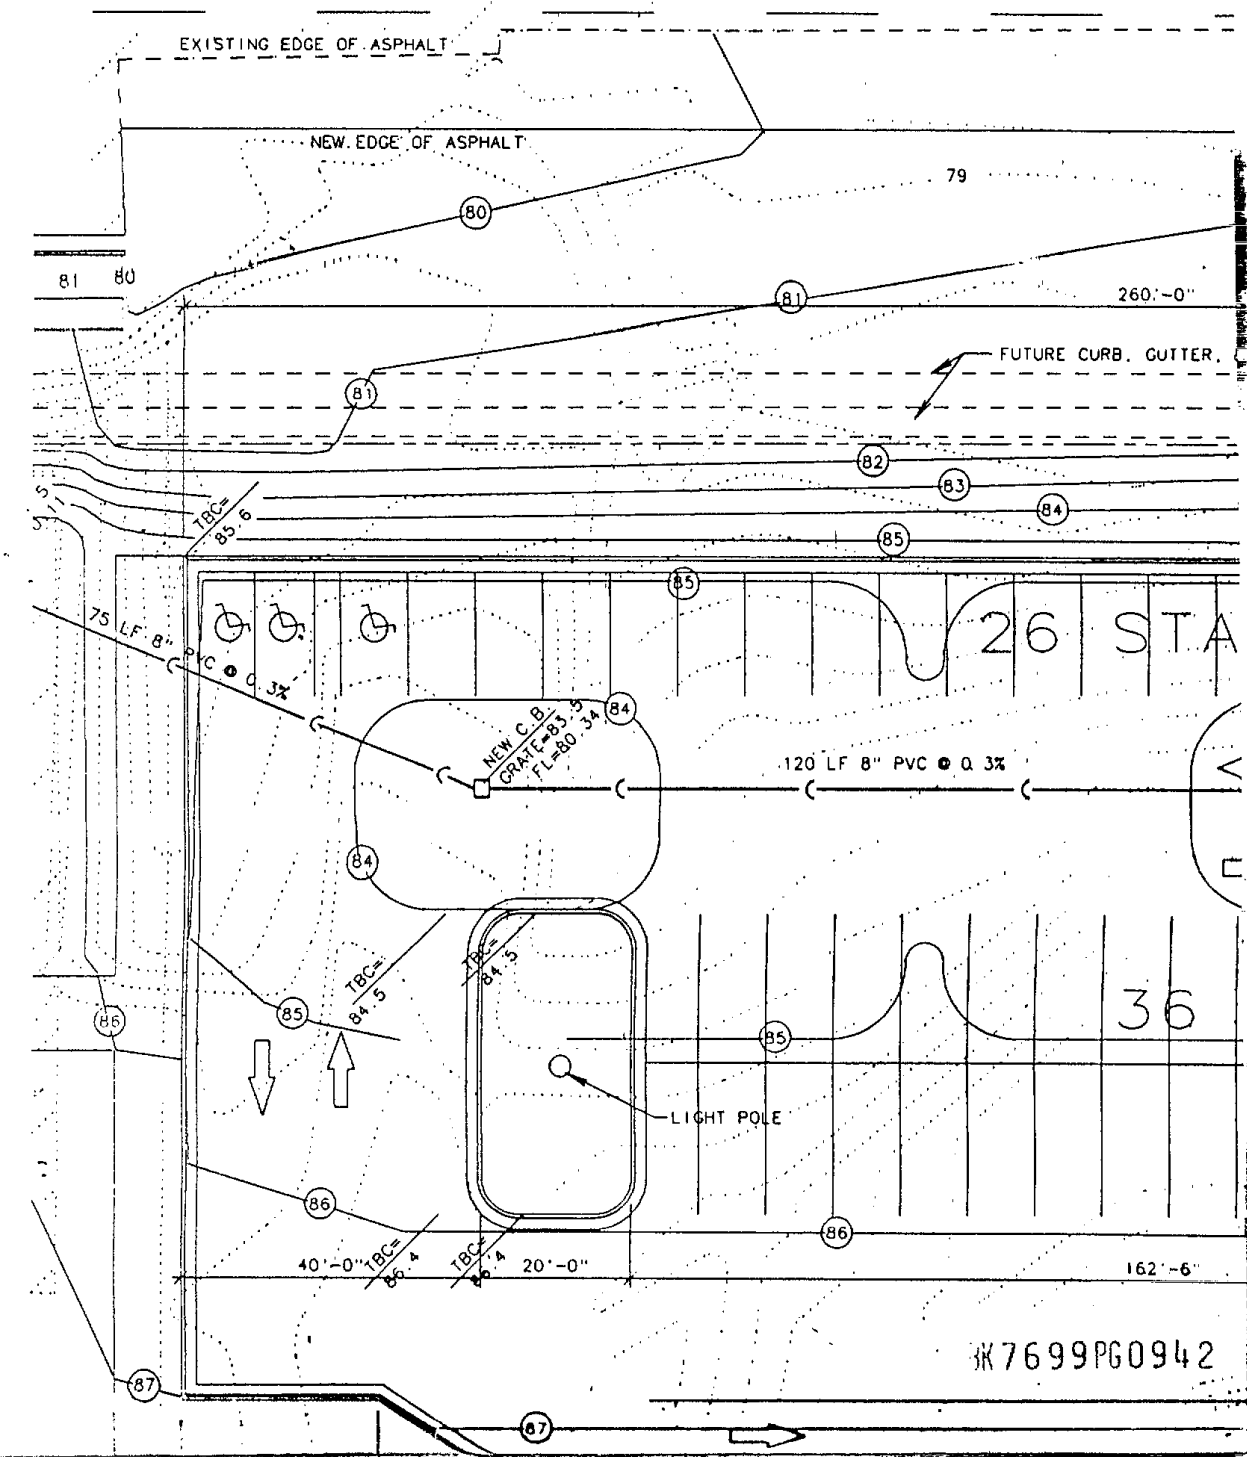 EXISTING EDGE OF ASPHALT
NEW EDGE OF ASPHALT
79
80
81 80
81
260'-0"
FUTURE CURB, GUTTER,
81
82
83
84
85
TBC=
85.6
85
26 STA
75 LF 8" PVC @ 0.3%
84
NEW C.B.
GRATE=83.5
FL=80.34
120 LF 8" PVC @ 0.3%
84
TBC=
84.5
TBC=
84.5
85
86
36
85
LIGHT POLE
86
86
TBC=
86.4
TBC=
86.4
40'-0"
20'-0"
162'-6"
BK7699PG0942
87
87